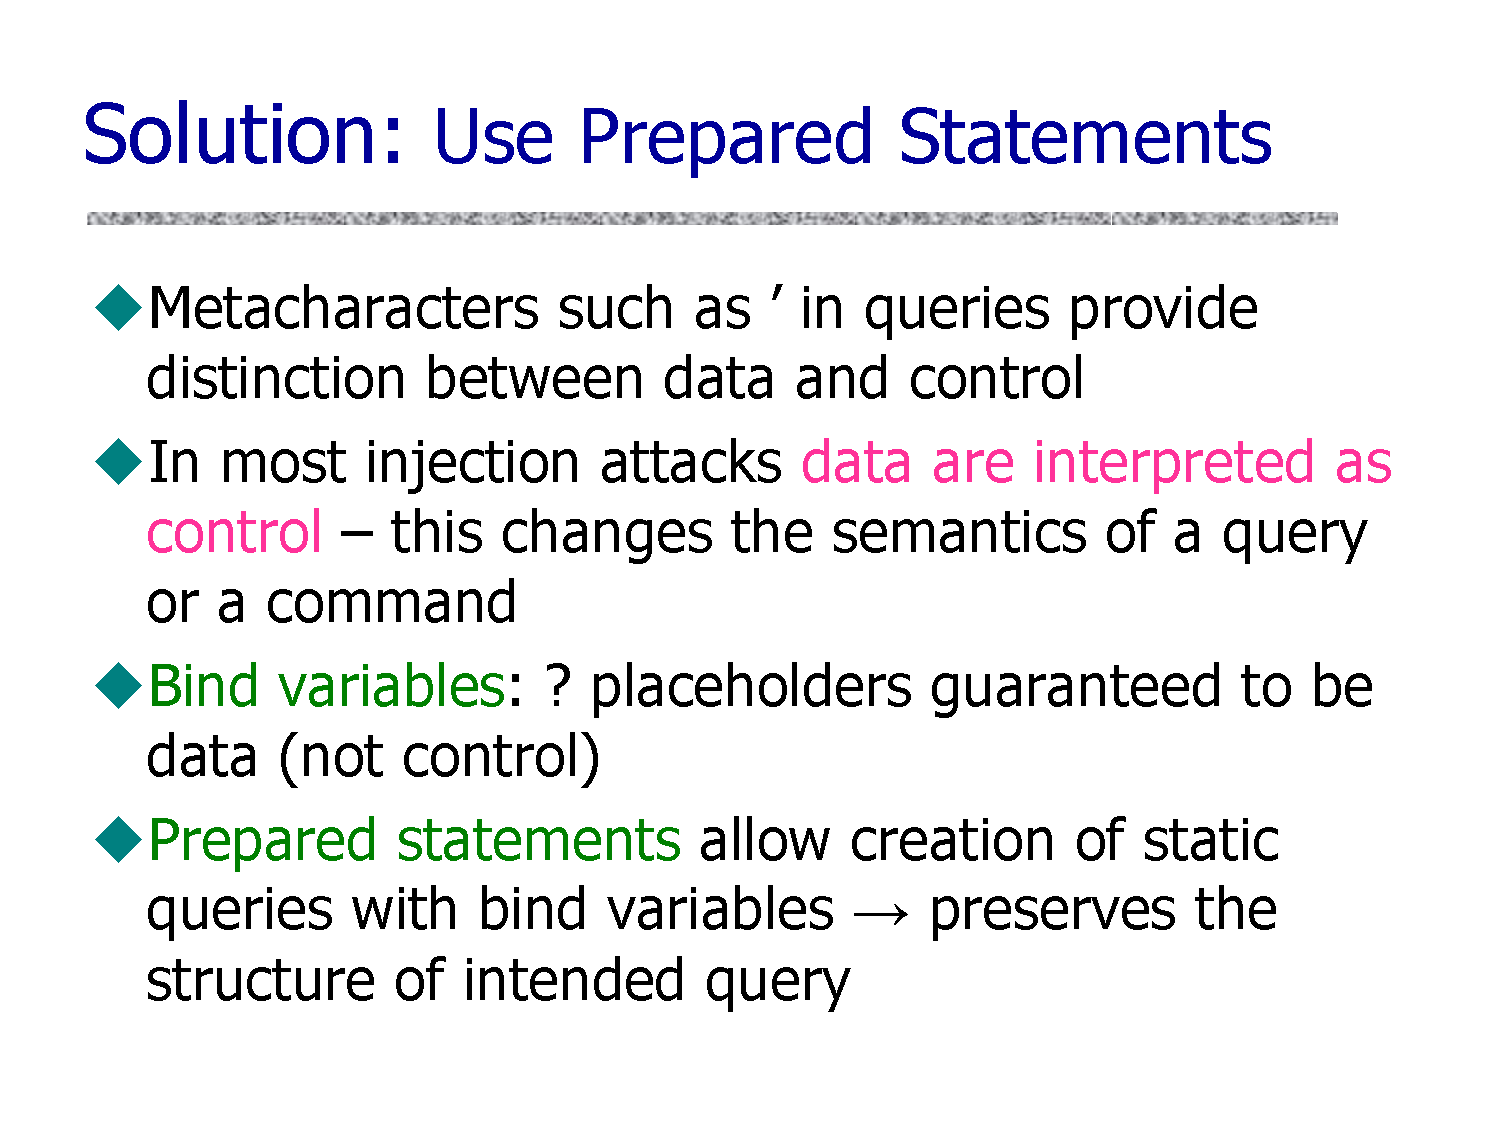 Solution: Use Prepared Statements
◆Metacharacters such as ’ in queries provide
distinction between data and control
◆In most injection attacks data are interpreted as
control – this changes the semantics of a query
or a command
◆Bind variables: ? placeholders guaranteed to be
data (not control)
◆Prepared statements allow creation of static
queries with bind variables → preserves the
structure of intended query